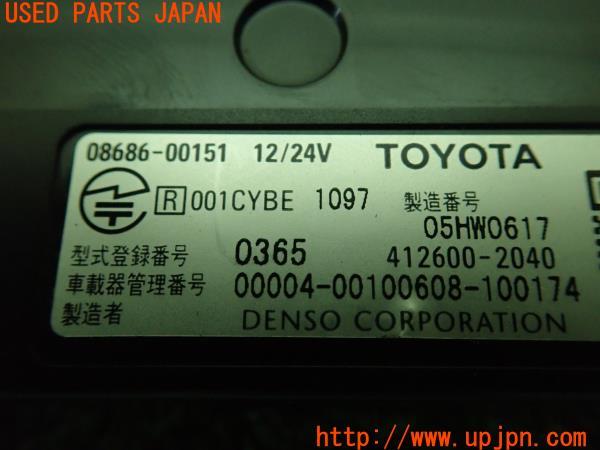 USED PARTS JAPAN
08686-00151 12/24V TOYOTA
R 001CYBE 1097 製造番号
05HW0617
型式登録番号 0365 412600-2040
車載器管理番号 00004-00100608-100174
製造者 DENSO CORPORATION
http://www.upjpn.com/